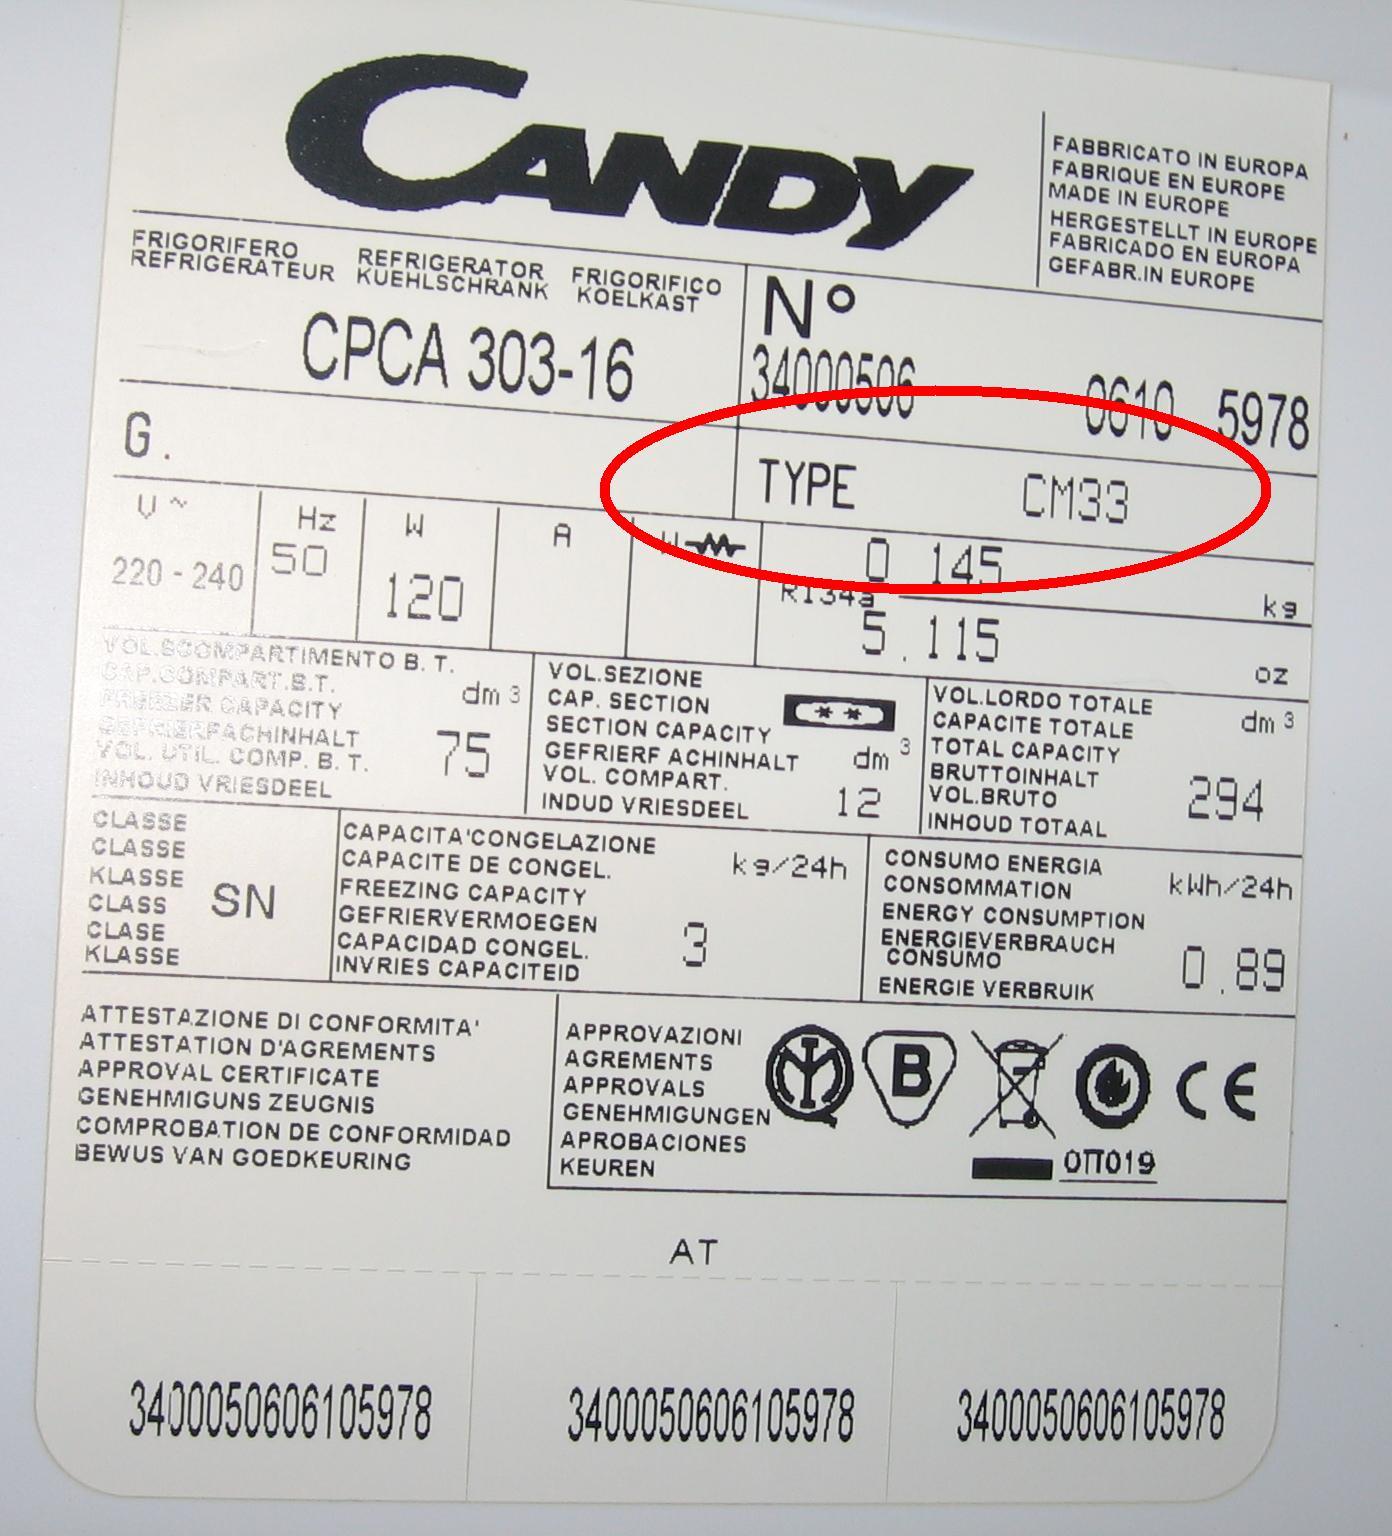 CANDY
FABBRICATO IN EUROPA
FABRIQUE EN EUROPE
MADE IN EUROPE
HERGESTELLT IN EUROPE
FABRICADO EN EUROPA
GEFABR.IN EUROPE
FRIGORIFERO REFRIGERATOR FRIGORIFICO
REFRIGERATEUR KUEHLSCHRANK KOELKAST
CPCA 303-16
N°
34000506 0610 5978
G.
TYPE CM33
V ~
220 - 240
Hz
50
W
120
A
W
0 145
R134a kg
5.115
oz
VOL.SCOMPARTIMENTO B. T.
CAP.COMPART.B.T.
FREEZER CAPACITY
GEFRIERFACHINHALT
VOL. UTIL. COMP. B. T.
INHOUD VRIESDEEL
dm 3
75
VOL.SEZIONE
CAP. SECTION
SECTION CAPACITY
GEFRIERF ACHINHALT
VOL. COMPART.
INDUD VRIESDEEL
**
dm 3
12
VOL.LORDO TOTALE
CAPACITE TOTALE
TOTAL CAPACITY
BRUTTOINHALT
VOL.BRUTO
INHOUD TOTAAL
dm 3
294
CLASSE
CLASSE
KLASSE
CLASS
CLASE
KLASSE
SN
CAPACITA'CONGELAZIONE
CAPACITE DE CONGEL.
FREEZING CAPACITY
GEFRIERVERMOEGEN
CAPACIDAD CONGEL.
INVRIES CAPACITEID
kg/24h
3
CONSUMO ENERGIA
CONSOMMATION
ENERGY CONSUMPTION
ENERGIEVERBRAUCH
CONSUMO
ENERGIE VERBRUIK
kWh/24h
0.89
ATTESTAZIONE DI CONFORMITA'
ATTESTATION D'AGREMENTS
APPROVAL CERTIFICATE
GENEHMIGUNS ZEUGNIS
COMPROBATION DE CONFORMIDAD
BEWUS VAN GOEDKEURING
APPROVAZIONI
AGREMENTS
APPROVALS
GENEHMIGUNGEN
APROBACIONES
KEUREN
B
CE
OTT019
AT
3400050606105978 3400050606105978 3400050606105978